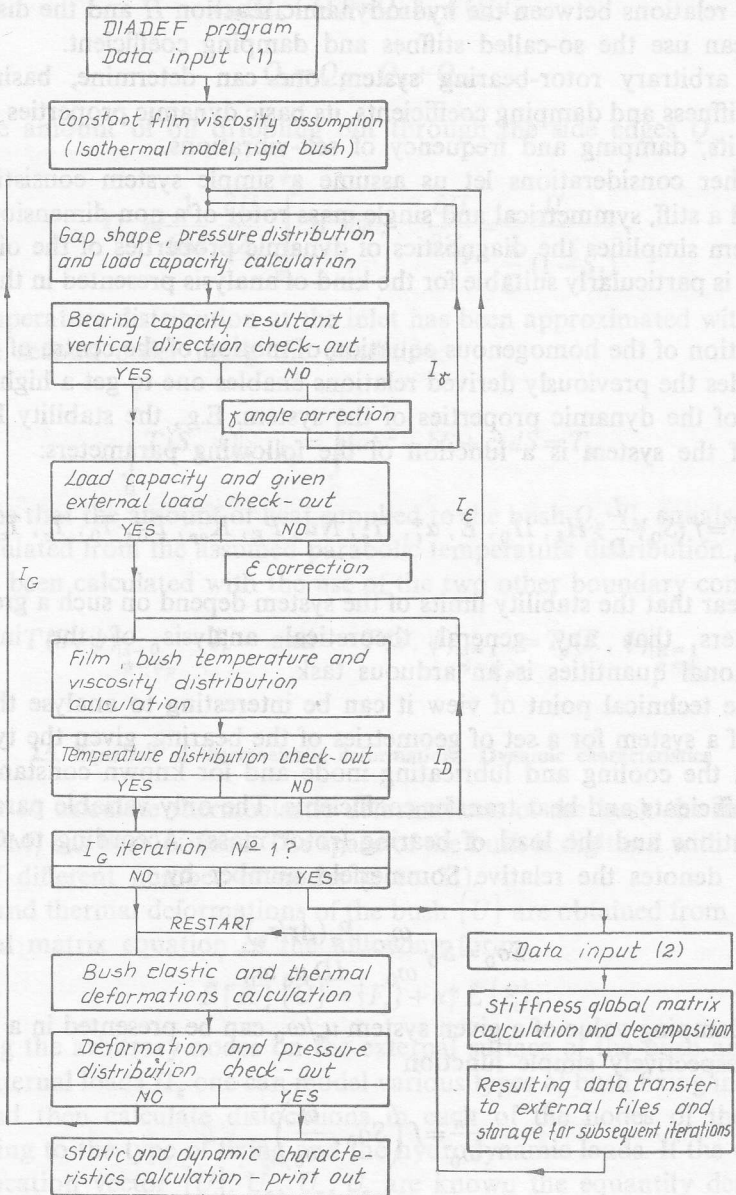 DIADEF program
Data input (1)
Constant film viscosity assumption
(Isothermal model, rigid bush)
Gap shape, pressure distribution
and load capacity calculation
Bearing capacity resultant
vertical direction check-out
YES NO
Iɣ
ɣ angle correction
Load capacity and given
external load check-out
YES NO
Iε
ε correction
IG
Film, bush temperature and
viscosity distribution
calculation
Temperature distribution check-out
YES NO
ID
IG iteration № 1?
NO YES
RESTART
Bush elastic and thermal
deformations calculation
Deformation and pressure
distribution check-out
NO YES
Static and dynamic characte-
ristics calculation print out
Data input (2)
Stiffness global matrix
calculation and decomposition
Resulting data transfer
to external files and
storage for subsequent iterations